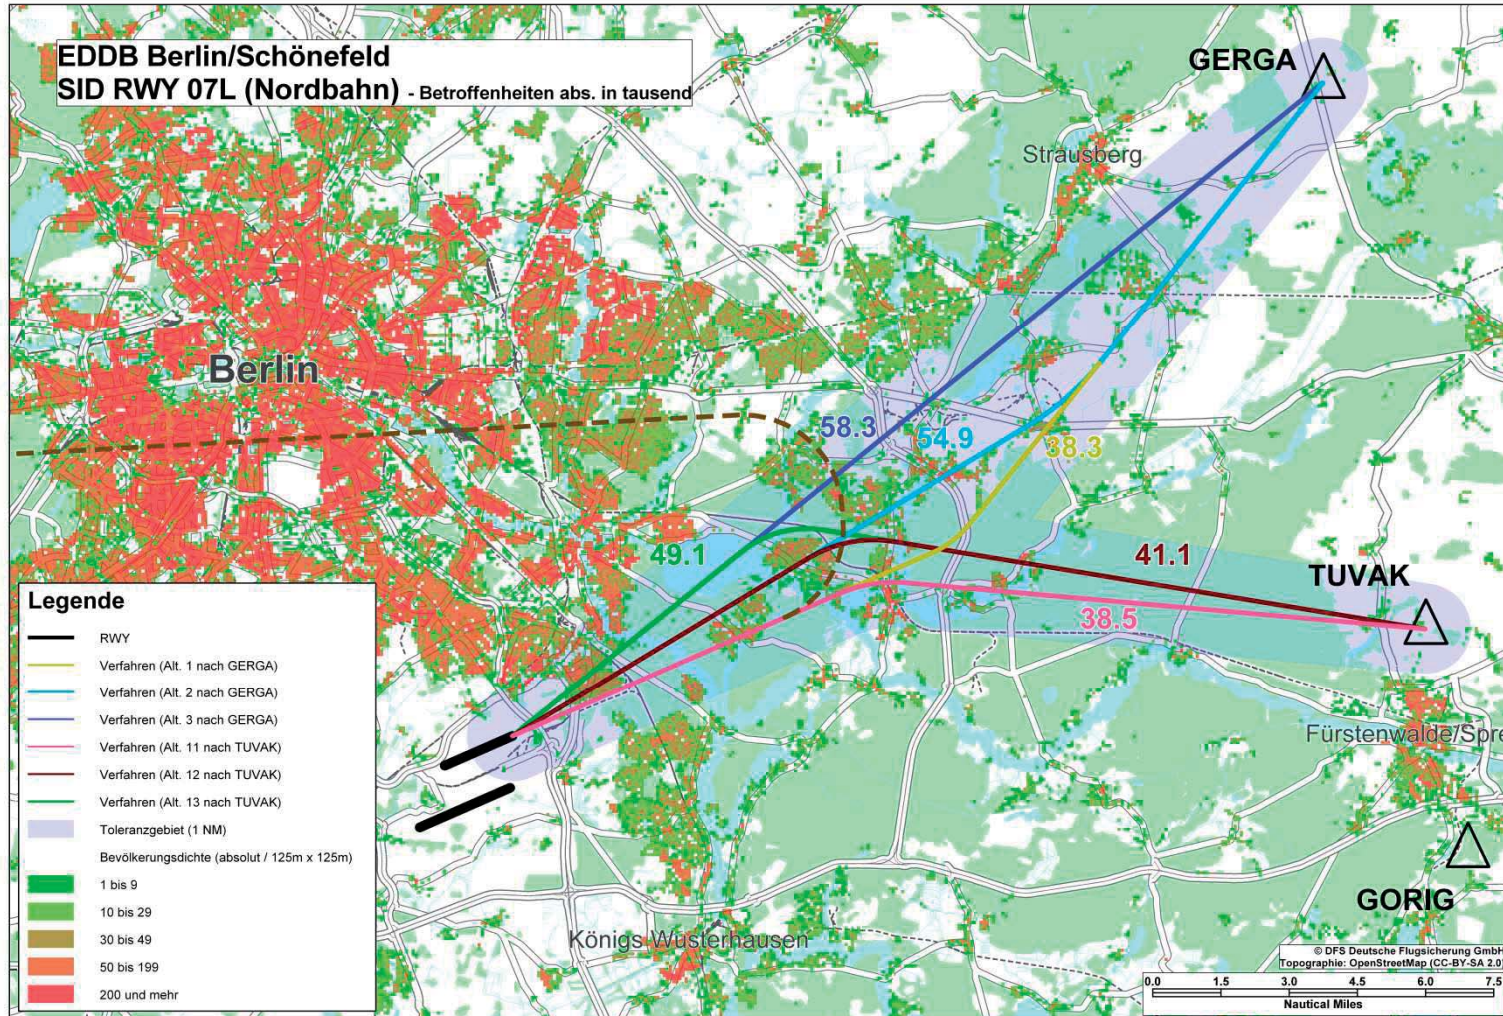 EDDB Berlin/Schönefeld
SID RWY 07L (Nordbahn) - Betroffenheiten abs. in tausend
GERGA
Strausberg
Berlin
58.3
54.9
38.3
49.1
41.1
TUVAK
38.5
Fürstenwalde/Spre
GORIG
Königs Wusterhausen
Legende
RWY
Verfahren (Alt. 1 nach GERGA)
Verfahren (Alt. 2 nach GERGA)
Verfahren (Alt. 3 nach GERGA)
Verfahren (Alt. 11 nach TUVAK)
Verfahren (Alt. 12 nach TUVAK)
Verfahren (Alt. 13 nach TUVAK)
Toleranzgebiet (1 NM)
Bevölkerungsdichte (absolut / 125m x 125m)
1 bis 9
10 bis 29
30 bis 49
50 bis 199
200 und mehr
© DFS Deutsche Flugsicherung GmbH
Topographie: OpenStreetMap (CC-BY-SA 2.0)
0.0 1.5 3.0 4.5 6.0 7.5
Nautical Miles